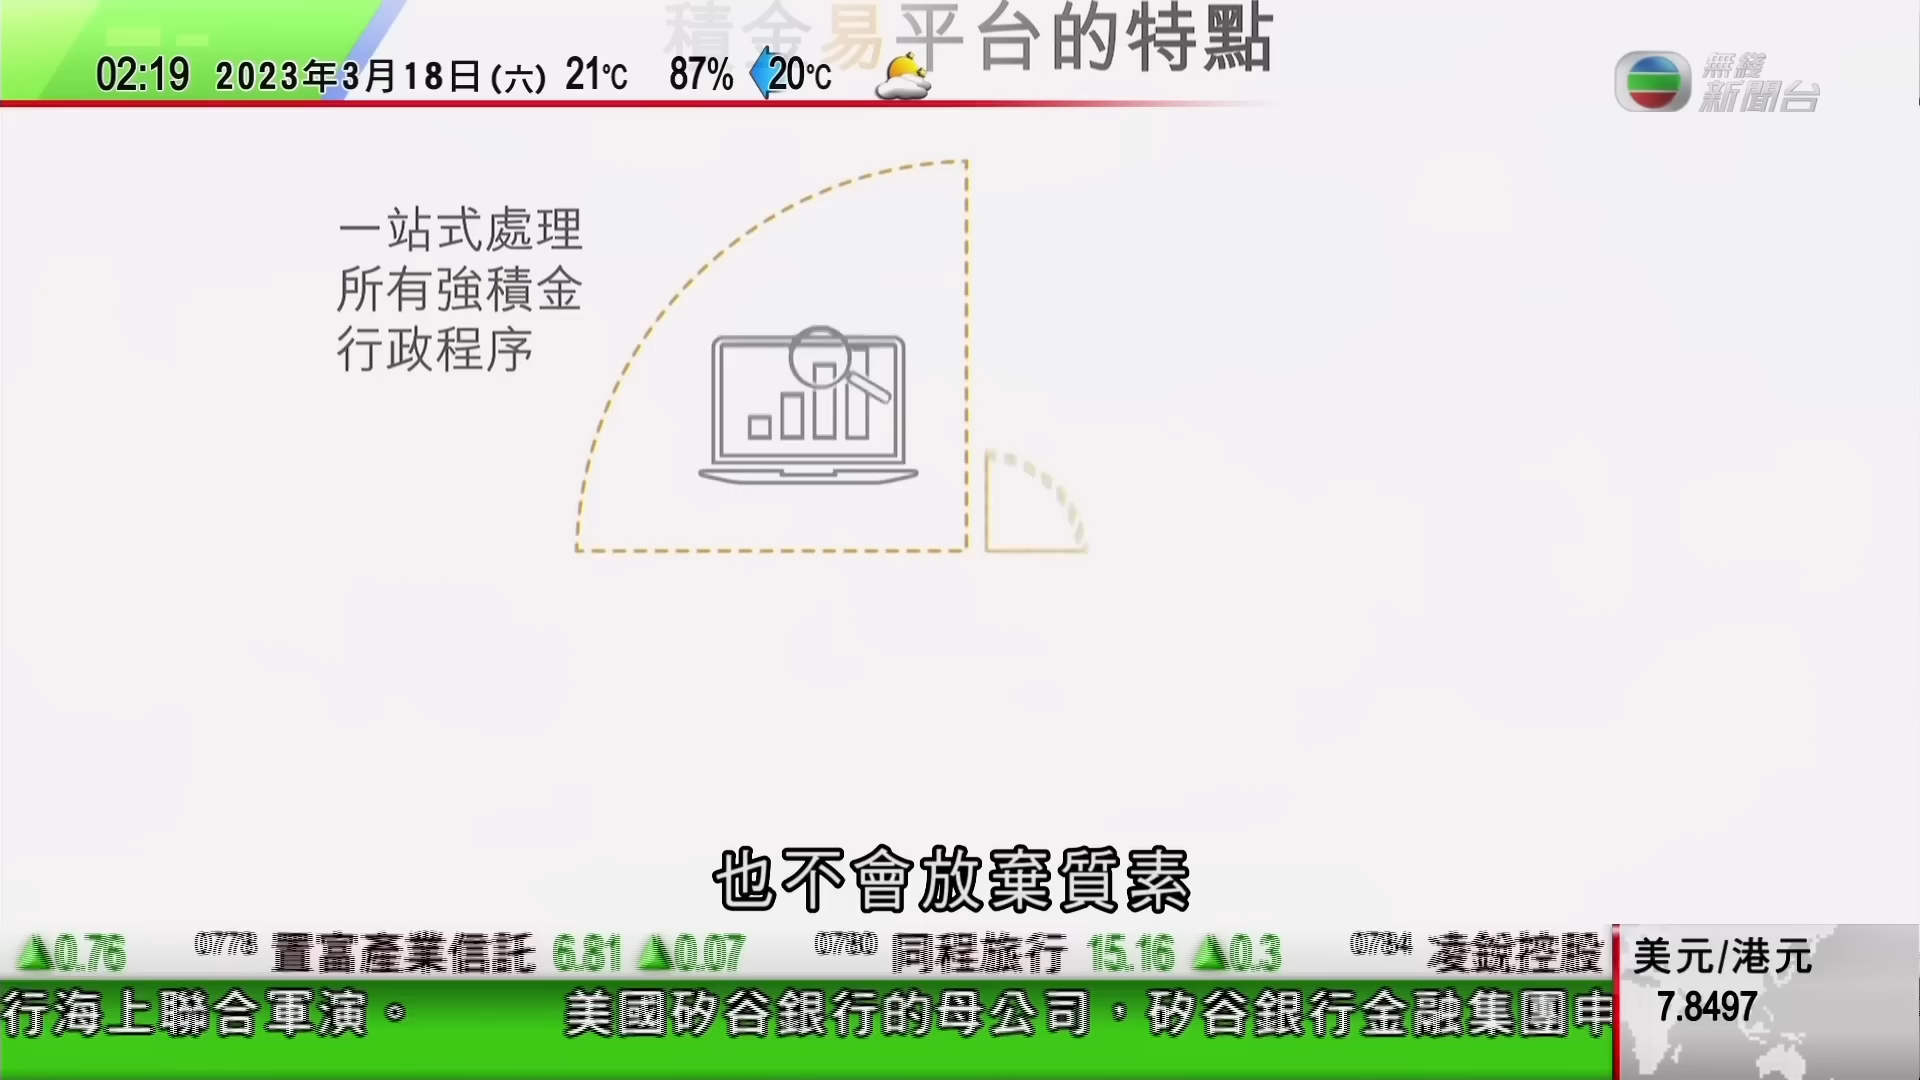 積金易平台的特點
02:19 2023年3月18日(六) 21℃ 87% 20℃
無綫
新聞台
一站式處理
所有強積金
行政程序
也不會放棄質素
▲0.76 07778 置富產業信託 6.81 ▲0.07 0780 同程旅行 15.16 ▲0.3 0784 凌銳控股
行海上聯合軍演。 美國矽谷銀行的母公司,矽谷銀行金融集團申
美元/港元
7.8497